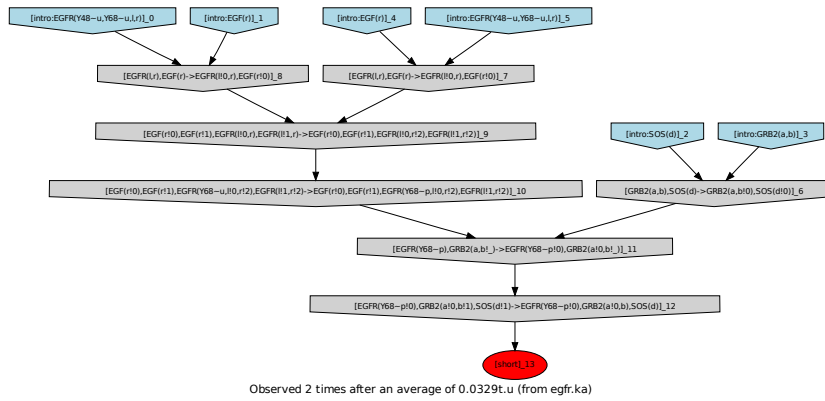 [intro:EGFR(Y48~u,Y68~u,l,r)]_0
[intro:EGF(r)]_1
[intro:EGF(r)]_4
[intro:EGFR(Y48~u,Y68~u,l,r)]_5
[EGFR(l,r),EGF(r)->EGFR(l!0,r),EGF(r!0)]_8
[EGFR(l,r),EGF(r)->EGFR(l!0,r),EGF(r!0)]_7
[EGF(r!0),EGF(r!1),EGFR(l!0,r),EGFR(l!1,r)->EGF(r!0),EGF(r!1),EGFR(l!0,r!2),EGFR(l!1,r!2)]_9
[intro:SOS(d)]_2
[intro:GRB2(a,b)]_3
[EGF(r!0),EGF(r!1),EGFR(Y68~u,l!0,r!2),EGFR(l!1,r!2)->EGF(r!0),EGF(r!1),EGFR(Y68~p,l!0,r!2),EGFR(l!1,r!2)]_10
[GRB2(a,b),SOS(d)->GRB2(a,b!0),SOS(d!0)]_6
[EGFR(Y68~p),GRB2(a,b!_)->EGFR(Y68~p!0),GRB2(a!0,b!_)]_11
[EGFR(Y68~p!0),GRB2(a!0,b!1),SOS(d!1)->EGFR(Y68~p!0),GRB2(a!0,b),SOS(d)]_12
[short]_13
Observed 2 times after an average of 0.0329t.u (from egfr.ka)